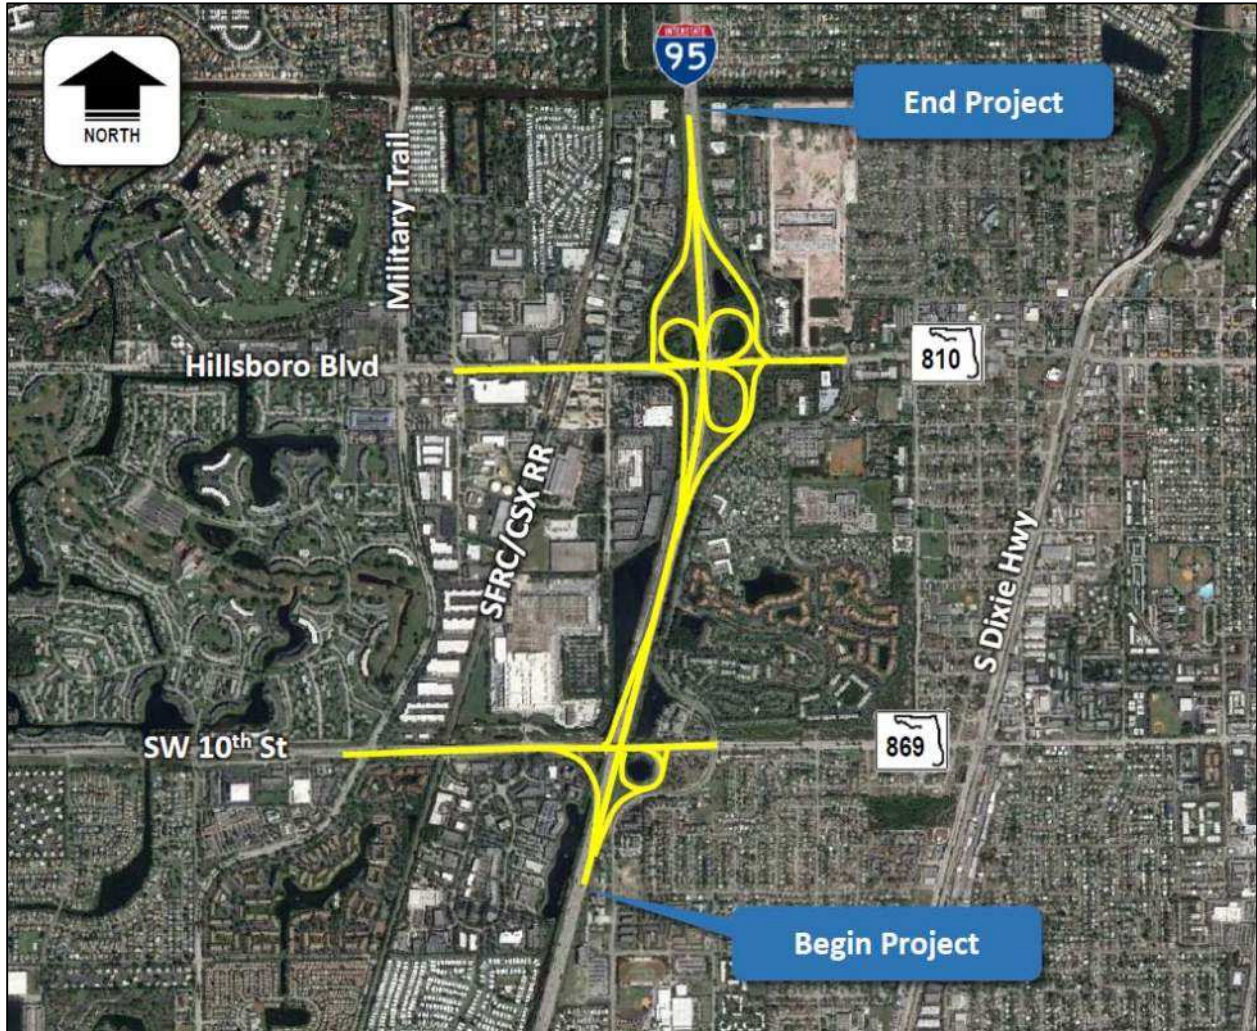 INTERSTATE
95
End Project
NORTH
Military Trail
Hillsboro Blvd
810
SFRC/CSX RR
S Dixie Hwy
SW 10th St
869
Begin Project